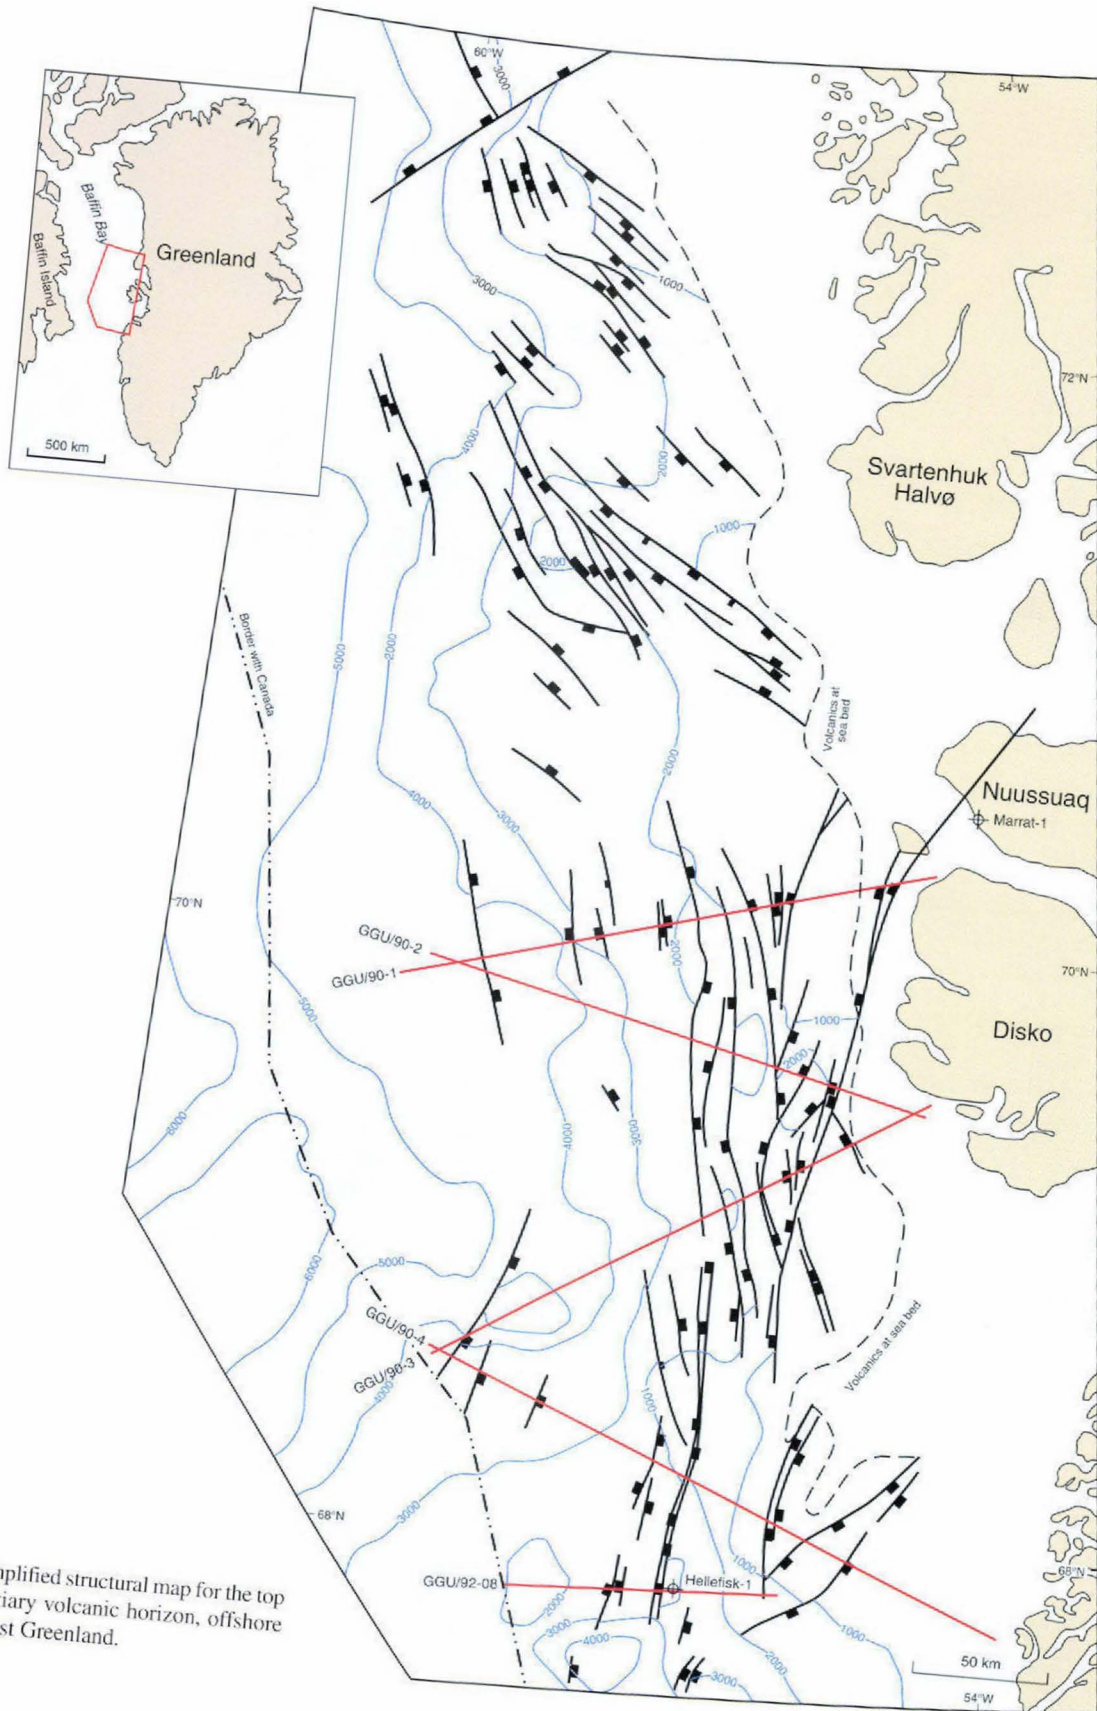 60°W
3000
54°W
Baffin Bay
Baffin Island
Greenland
500 km
1000
3000
72°N
4000
2000
Svartenhuk
Halvø
1000
2000
Border with Canada
5000
2000
Volcanics at
sea bed
2000
Nuussuaq
Marrat-1
4000
3000
70°N
GGU/90-2
GGU/90-1
2000
70°N
5000
1000
Disko
2000
6000
4000
3000
6000
5000
GGU/90-4
GGU/90-3
4000
Volcanics at sea bed
1000
3000
68°N
1000
68°N
GGU/92-08
Hellefisk-1
2000
3000
4000
1000
2000
3000
50 km
54°W
mplified structural map for the top
tiary volcanic horizon, offshore
st Greenland.